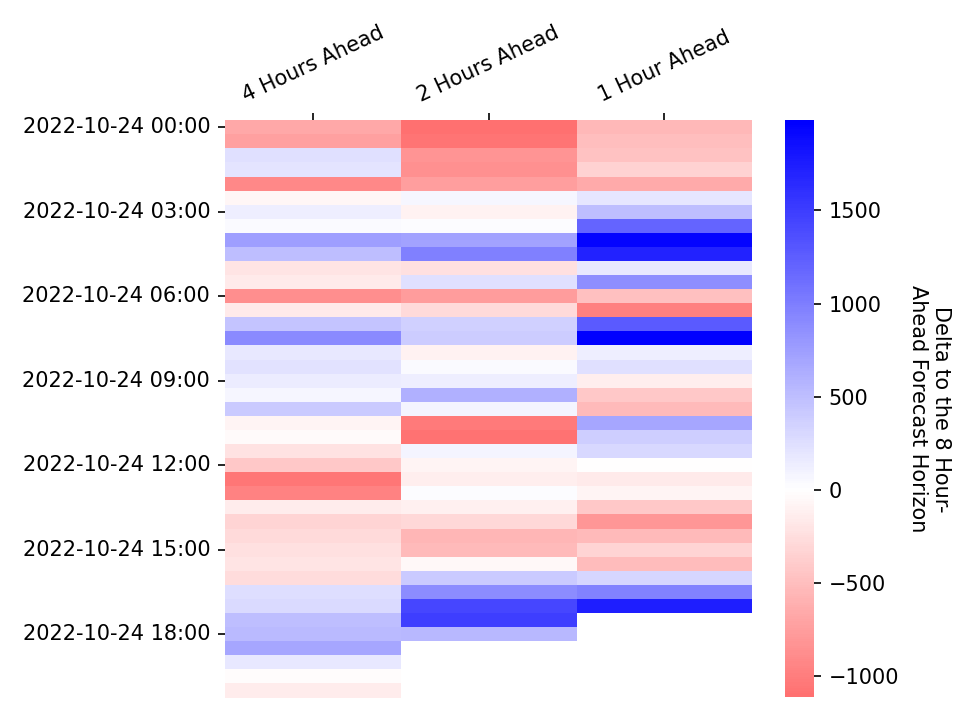 4 Hours Ahead
2 Hours Ahead
1 Hour Ahead
2022-10-24 00:00
2022-10-24 03:00
2022-10-24 06:00
2022-10-24 09:00
2022-10-24 12:00
2022-10-24 15:00
2022-10-24 18:00
1500
1000
500
0
−500
−1000
Delta to the 8 Hour-
Ahead Forecast Horizon